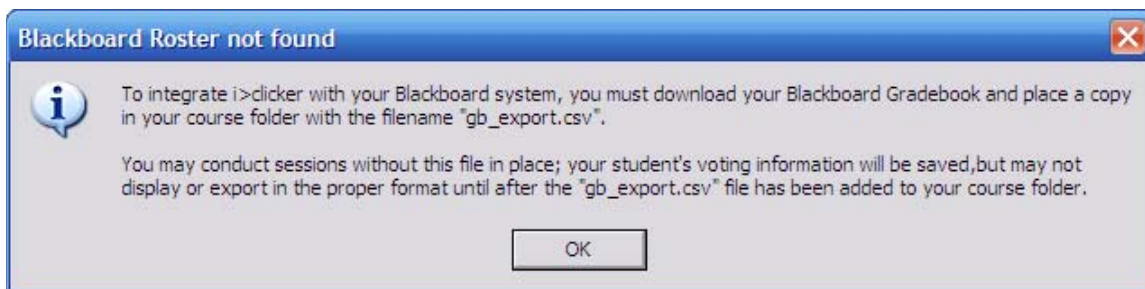 Blackboard Roster not found
To integrate i>clicker with your Blackboard system, you must download your Blackboard Gradebook and place a copy
in your course folder with the filename "gb_export.csv".
You may conduct sessions without this file in place; your student's voting information will be saved,but may not
display or export in the proper format until after the "gb_export.csv" file has been added to your course folder.
OK